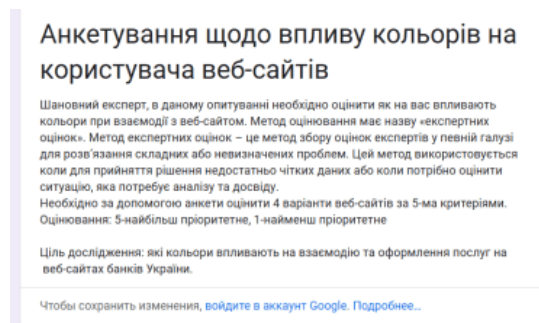 Анкетування щодо впливу кольорів на
користувача веб-сайтів
Шановний експерт, в даному опитуванні необхідно оцінити як на вас впливають
кольори при взаємодії з веб-сайтом. Метод оцінювання має назву «експертних
оцінок». Метод експертних оцінок – це метод збору оцінок експертів у певній галузі
для розв'язання складних або невизначених проблем. Цей метод використовується
коли для прийняття рішення недостатньо чітких даних або коли потрібно оцінити
ситуацію, яка потребує аналізу та досвіду.
Необхідно за допомогою анкети оцінити 4 варіанти веб-сайтів за 5-ма критеріями.
Оцінювання: 5-найбільш пріоритетне, 1-найменш пріоритетне
Ціль дослідження: які кольори впливають на взаємодію та оформлення послуг на
веб-сайтах банків України.
Чтобы сохранить изменения, войдите в аккаунт Google. Подробнее…